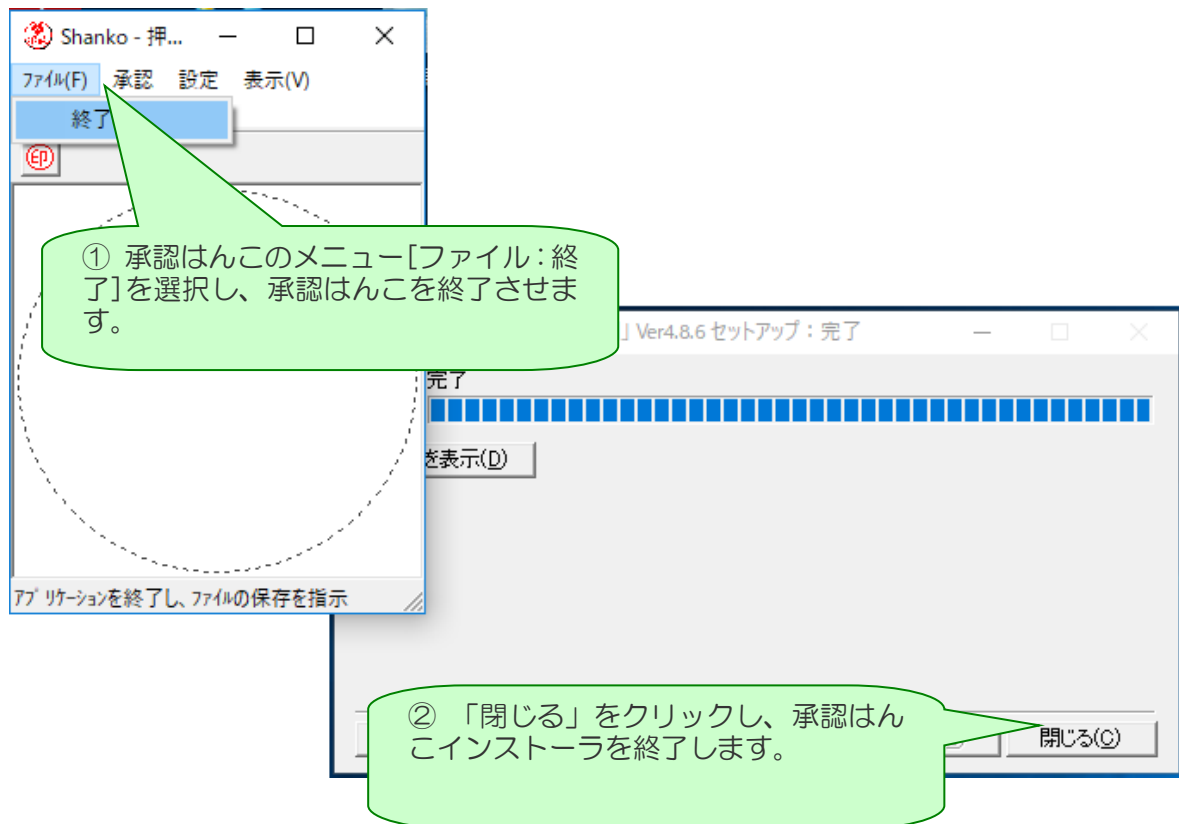 Shanko - 押...
ファイル(F) 承認 設定 表示(V)
終了
印
① 承認はんこのメニュー[ファイル:終
了]を選択し、承認はんこを終了させま
す。
アプリケーションを終了し、ファイルの保存を指示
」Ver4.8.6 セットアップ:完了
完了
を表示(D)
② 「閉じる」をクリックし、承認はん
こインストーラを終了します。
閉じる(C)